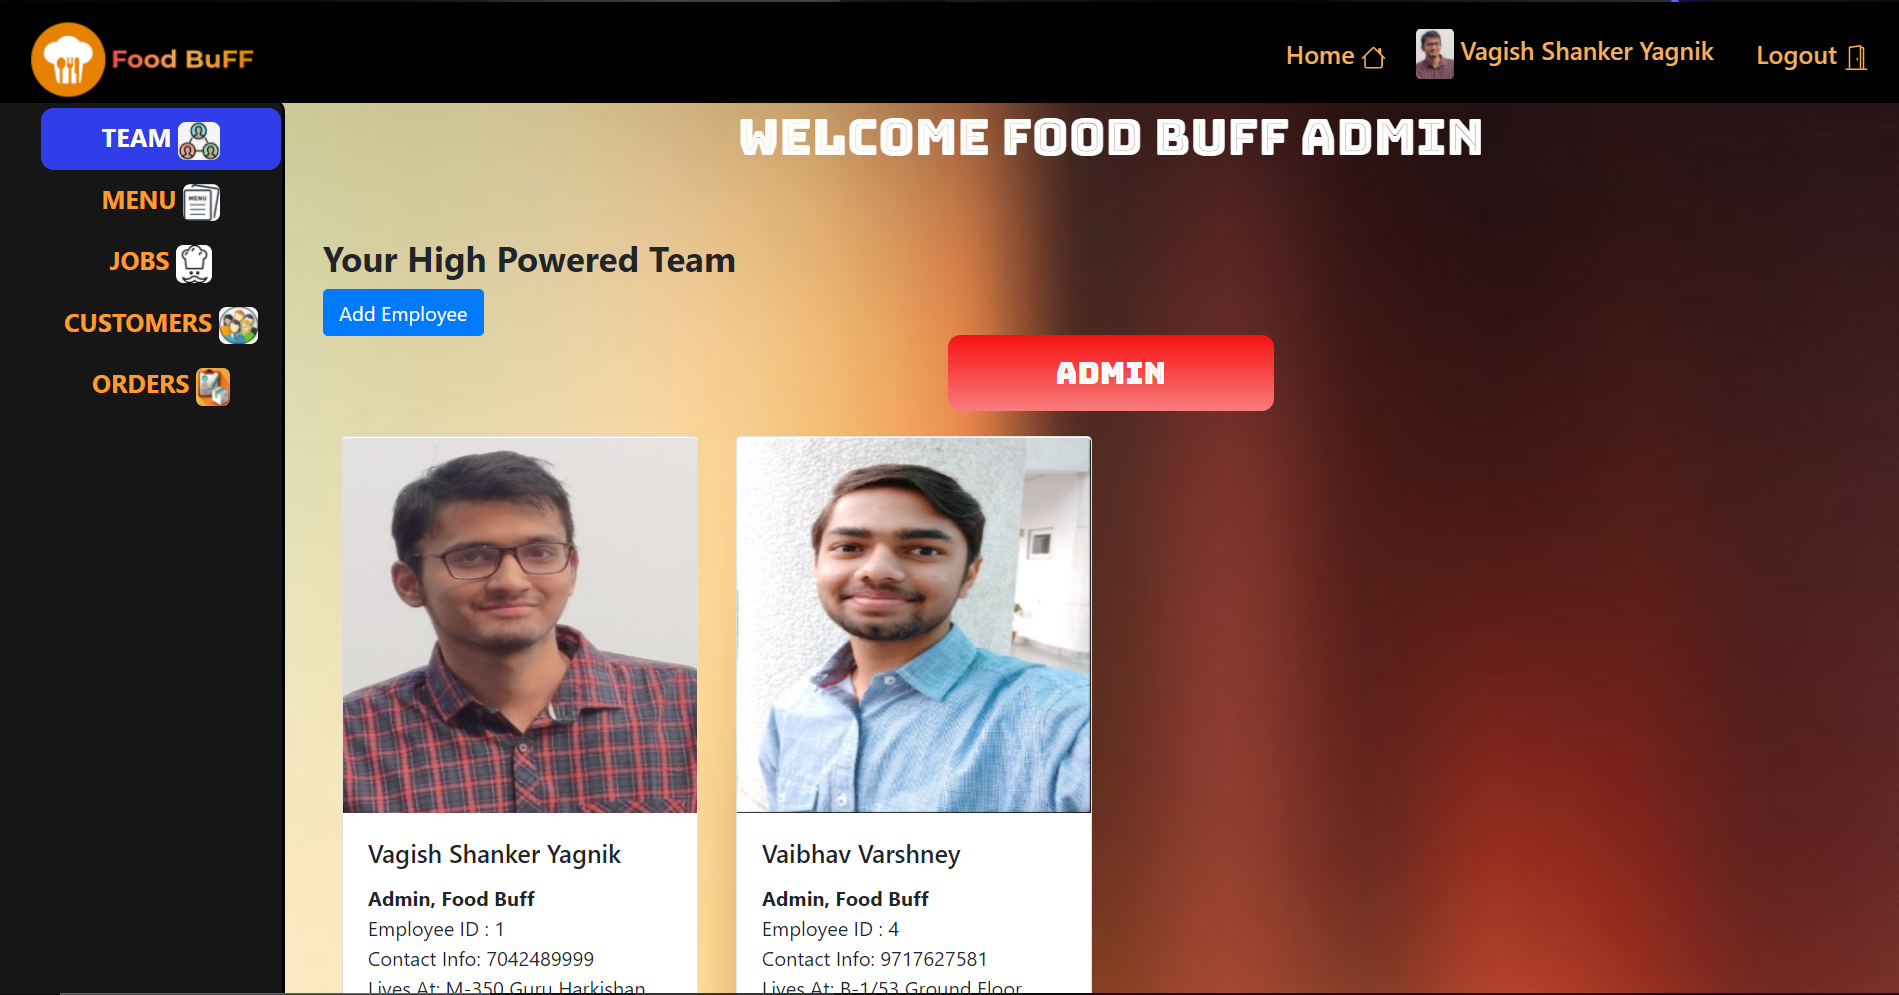 Food BuFF
Home
Vagish Shanker Yagnik
Logout
TEAM
MENU
MENU
JOBS
CUSTOMERS
ORDERS
WELCOME FOOD BUFF ADMIN
Your High Powered Team
Add Employee
ADMIN
Vagish Shanker Yagnik
Admin, Food Buff
Employee ID : 1
Contact Info: 7042489999
Lives At: M-350 Guru Harkishan
Vaibhav Varshney
Admin, Food Buff
Employee ID : 4
Contact Info: 9717627581
Lives At: B-1/53 Ground Floor